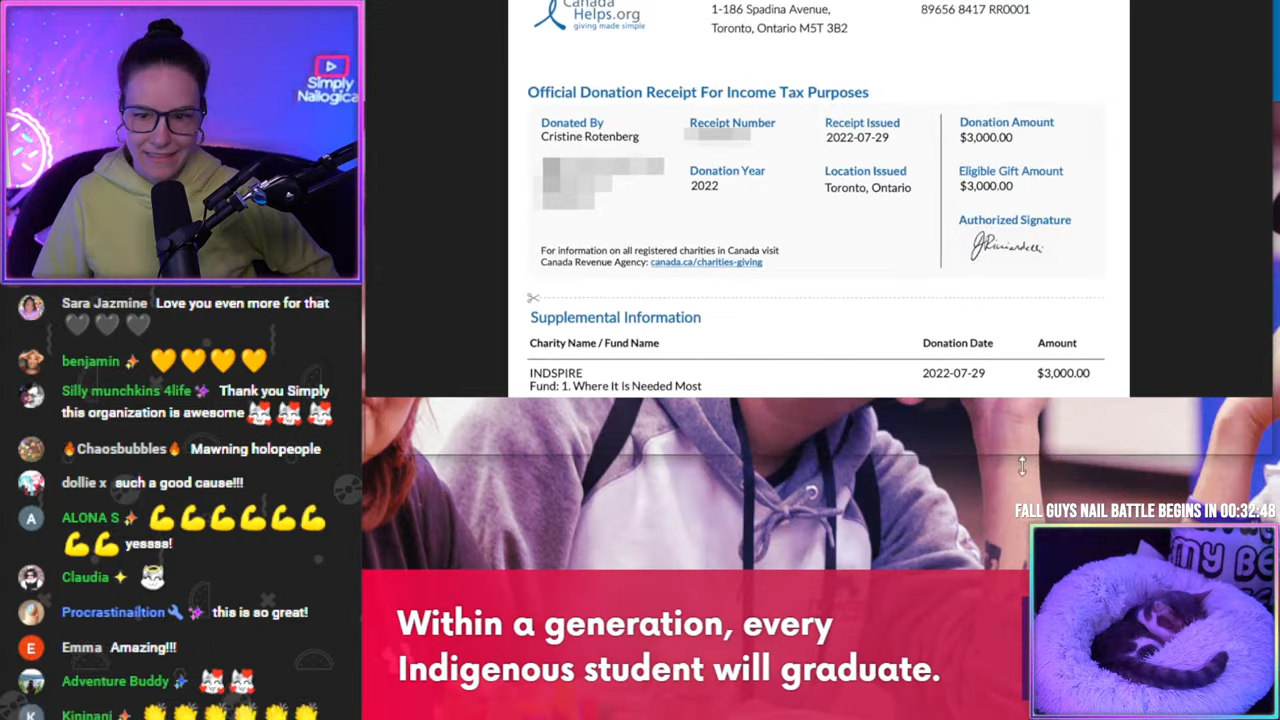 Simply
Nailogical
Canada
Helps.org
giving made simple
1-186 Spadina Avenue,
Toronto, Ontario M5T 3B2
89656 8417 RR0001
Official Donation Receipt For Income Tax Purposes
Donated By
Cristine Rotenberg
Receipt Number
Receipt Issued
2022-07-29
Donation Amount
$3,000.00
Donation Year
2022
Location Issued
Toronto, Ontario
Eligible Gift Amount
$3,000.00
Authorized Signature
For information on all registered charities in Canada visit
Canada Revenue Agency: canada.ca/charities-giving
Supplemental Information
Charity Name / Fund Name
Donation Date
Amount
INDSPIRE
2022-07-29
$3,000.00
Fund: 1. Where It Is Needed Most
Sara Jazmine Love you even more for that
benjamin
Silly munchkins 4life Thank you Simply
this organization is awesome
Chaosbubbles Mawning holopeople
dollie x such a good cause!!!
A
ALONA S
yessss!
Claudia
Procrastinailtion this is so great!
E
Emma Amazing!!!
Adventure Buddy
K
Kininani
FALL GUYS NAIL BATTLE BEGINS IN 00:32:48
MY BE
Within a generation, every
Indigenous student will graduate.